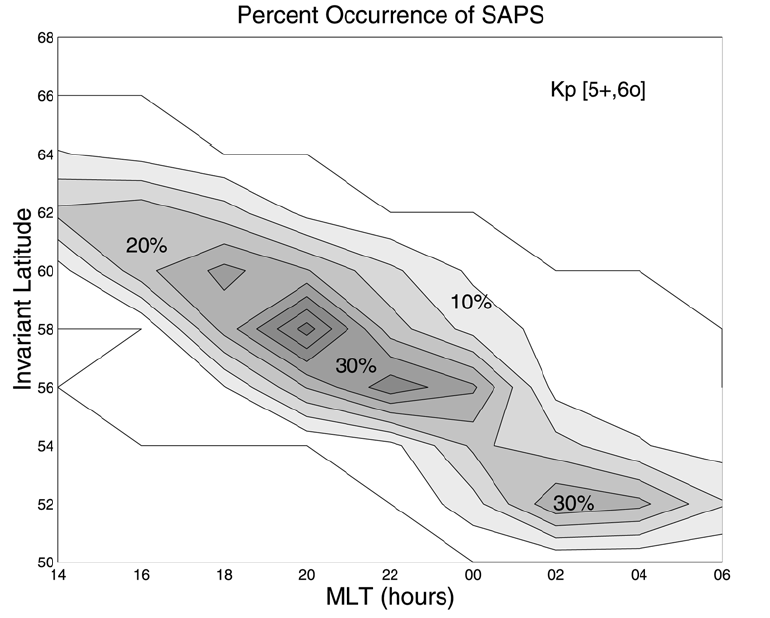 Percent Occurrence of SAPS
68
Kp [5+,6o]
66
64
62
20%
60
10%
58
30%
56
54
30%
52
50
Invariant Latitude
14 16 18 20 22 00 02 04 06
MLT (hours)